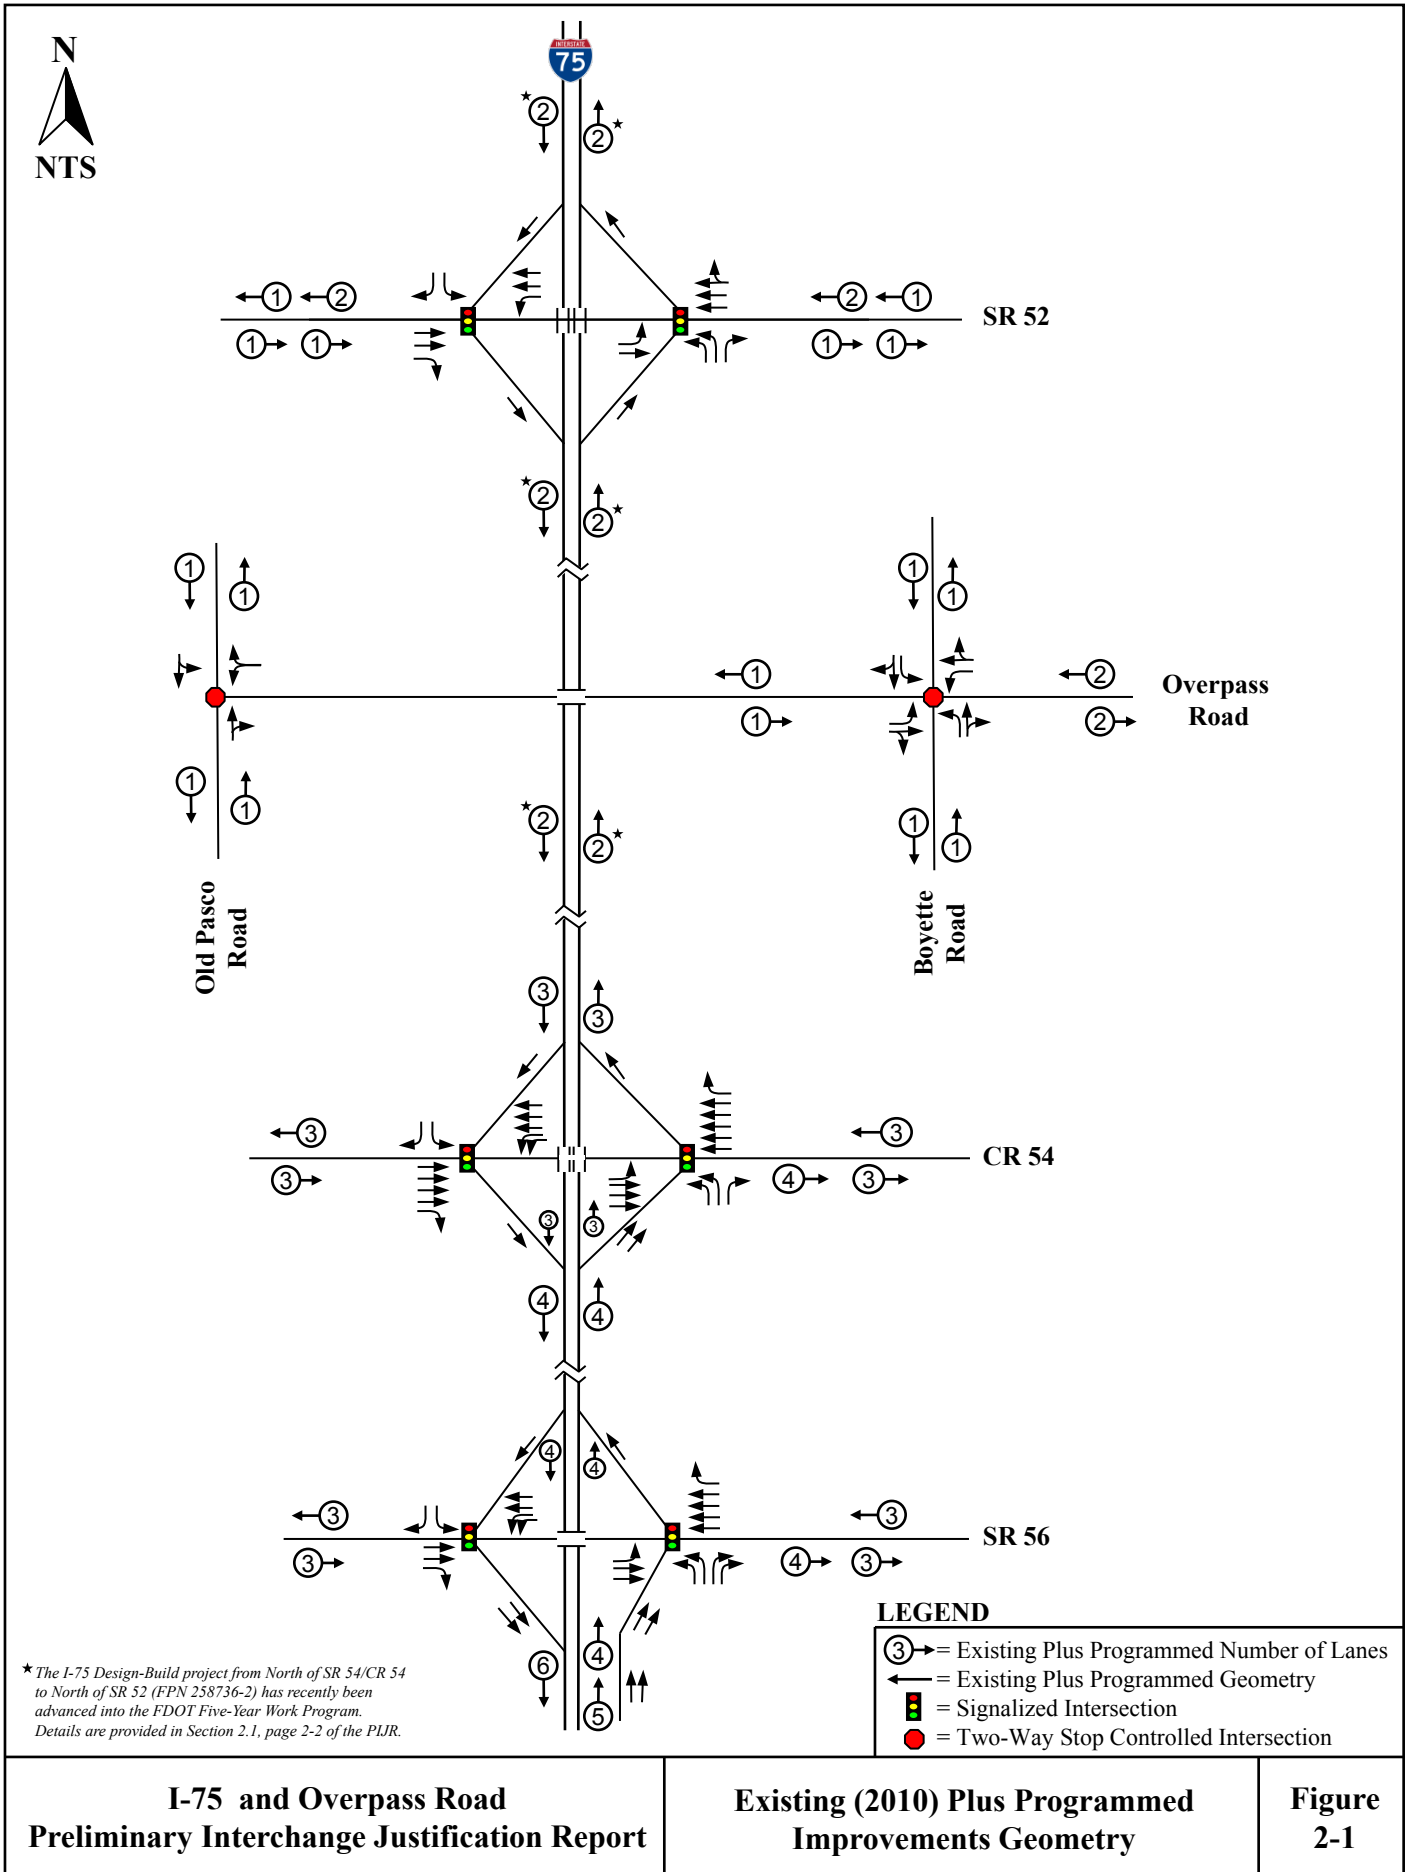 N
NTS
INTERSTATE
75
★ 2
2 ★
1 2 2 1
SR 52
1 1 1 1
★ 2
2 ★
1 1 1 1
1 2
Overpass
Road
1 2
1 1
★ 2
2 ★
1 1
Old Pasco
Road
Boyette
Road
3
3
3 3
CR 54
3 4 3
3 3
4
4
4
4
3 3
SR 56
3 4 3
4
6
5
LEGEND
3 = Existing Plus Programmed Number of Lanes
= Existing Plus Programmed Geometry
= Signalized Intersection
= Two-Way Stop Controlled Intersection
★ The I-75 Design-Build project from North of SR 54/CR 54
to North of SR 52 (FPN 258736-2) has recently been
advanced into the FDOT Five-Year Work Program.
Details are provided in Section 2.1, page 2-2 of the PIJR.
I-75 and Overpass Road
Preliminary Interchange Justification Report
Existing (2010) Plus Programmed
Improvements Geometry
Figure
2-1